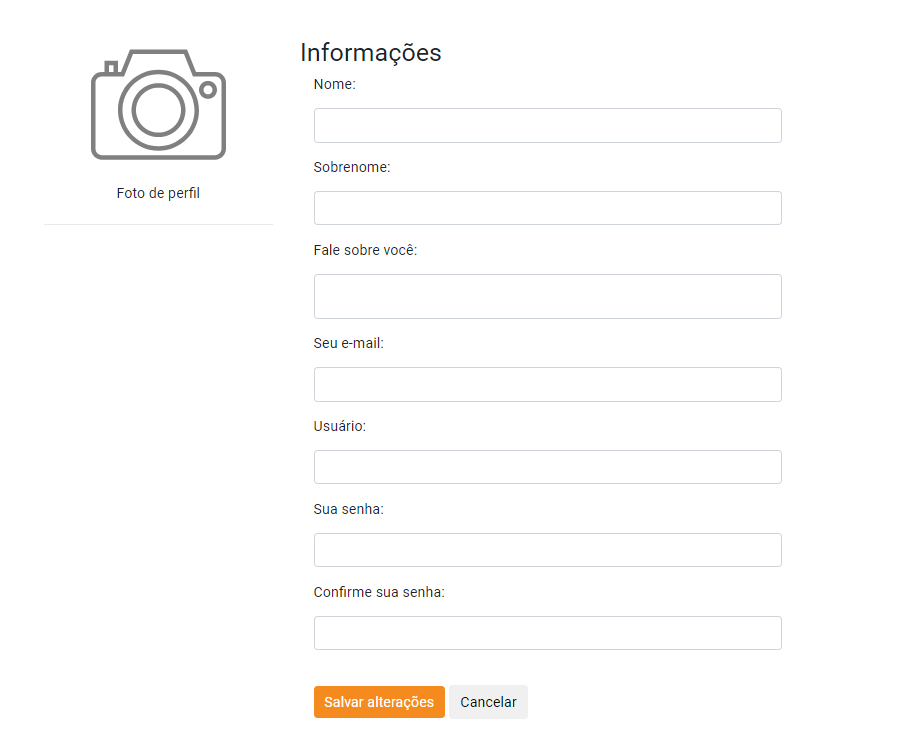 Foto de perfil
Informações
Nome:
Sobrenome:
Fale sobre você:
Seu e-mail:
Usuário:
Sua senha:
Confirme sua senha:
Salvar alterações
Cancelar